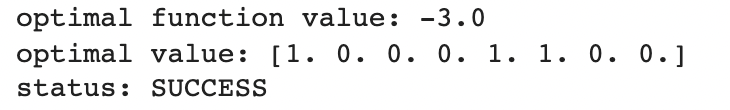 optimal function value: -3.0
optimal value: [1. 0. 0. 0. 1. 1. 0. 0.]
status: SUCCESS